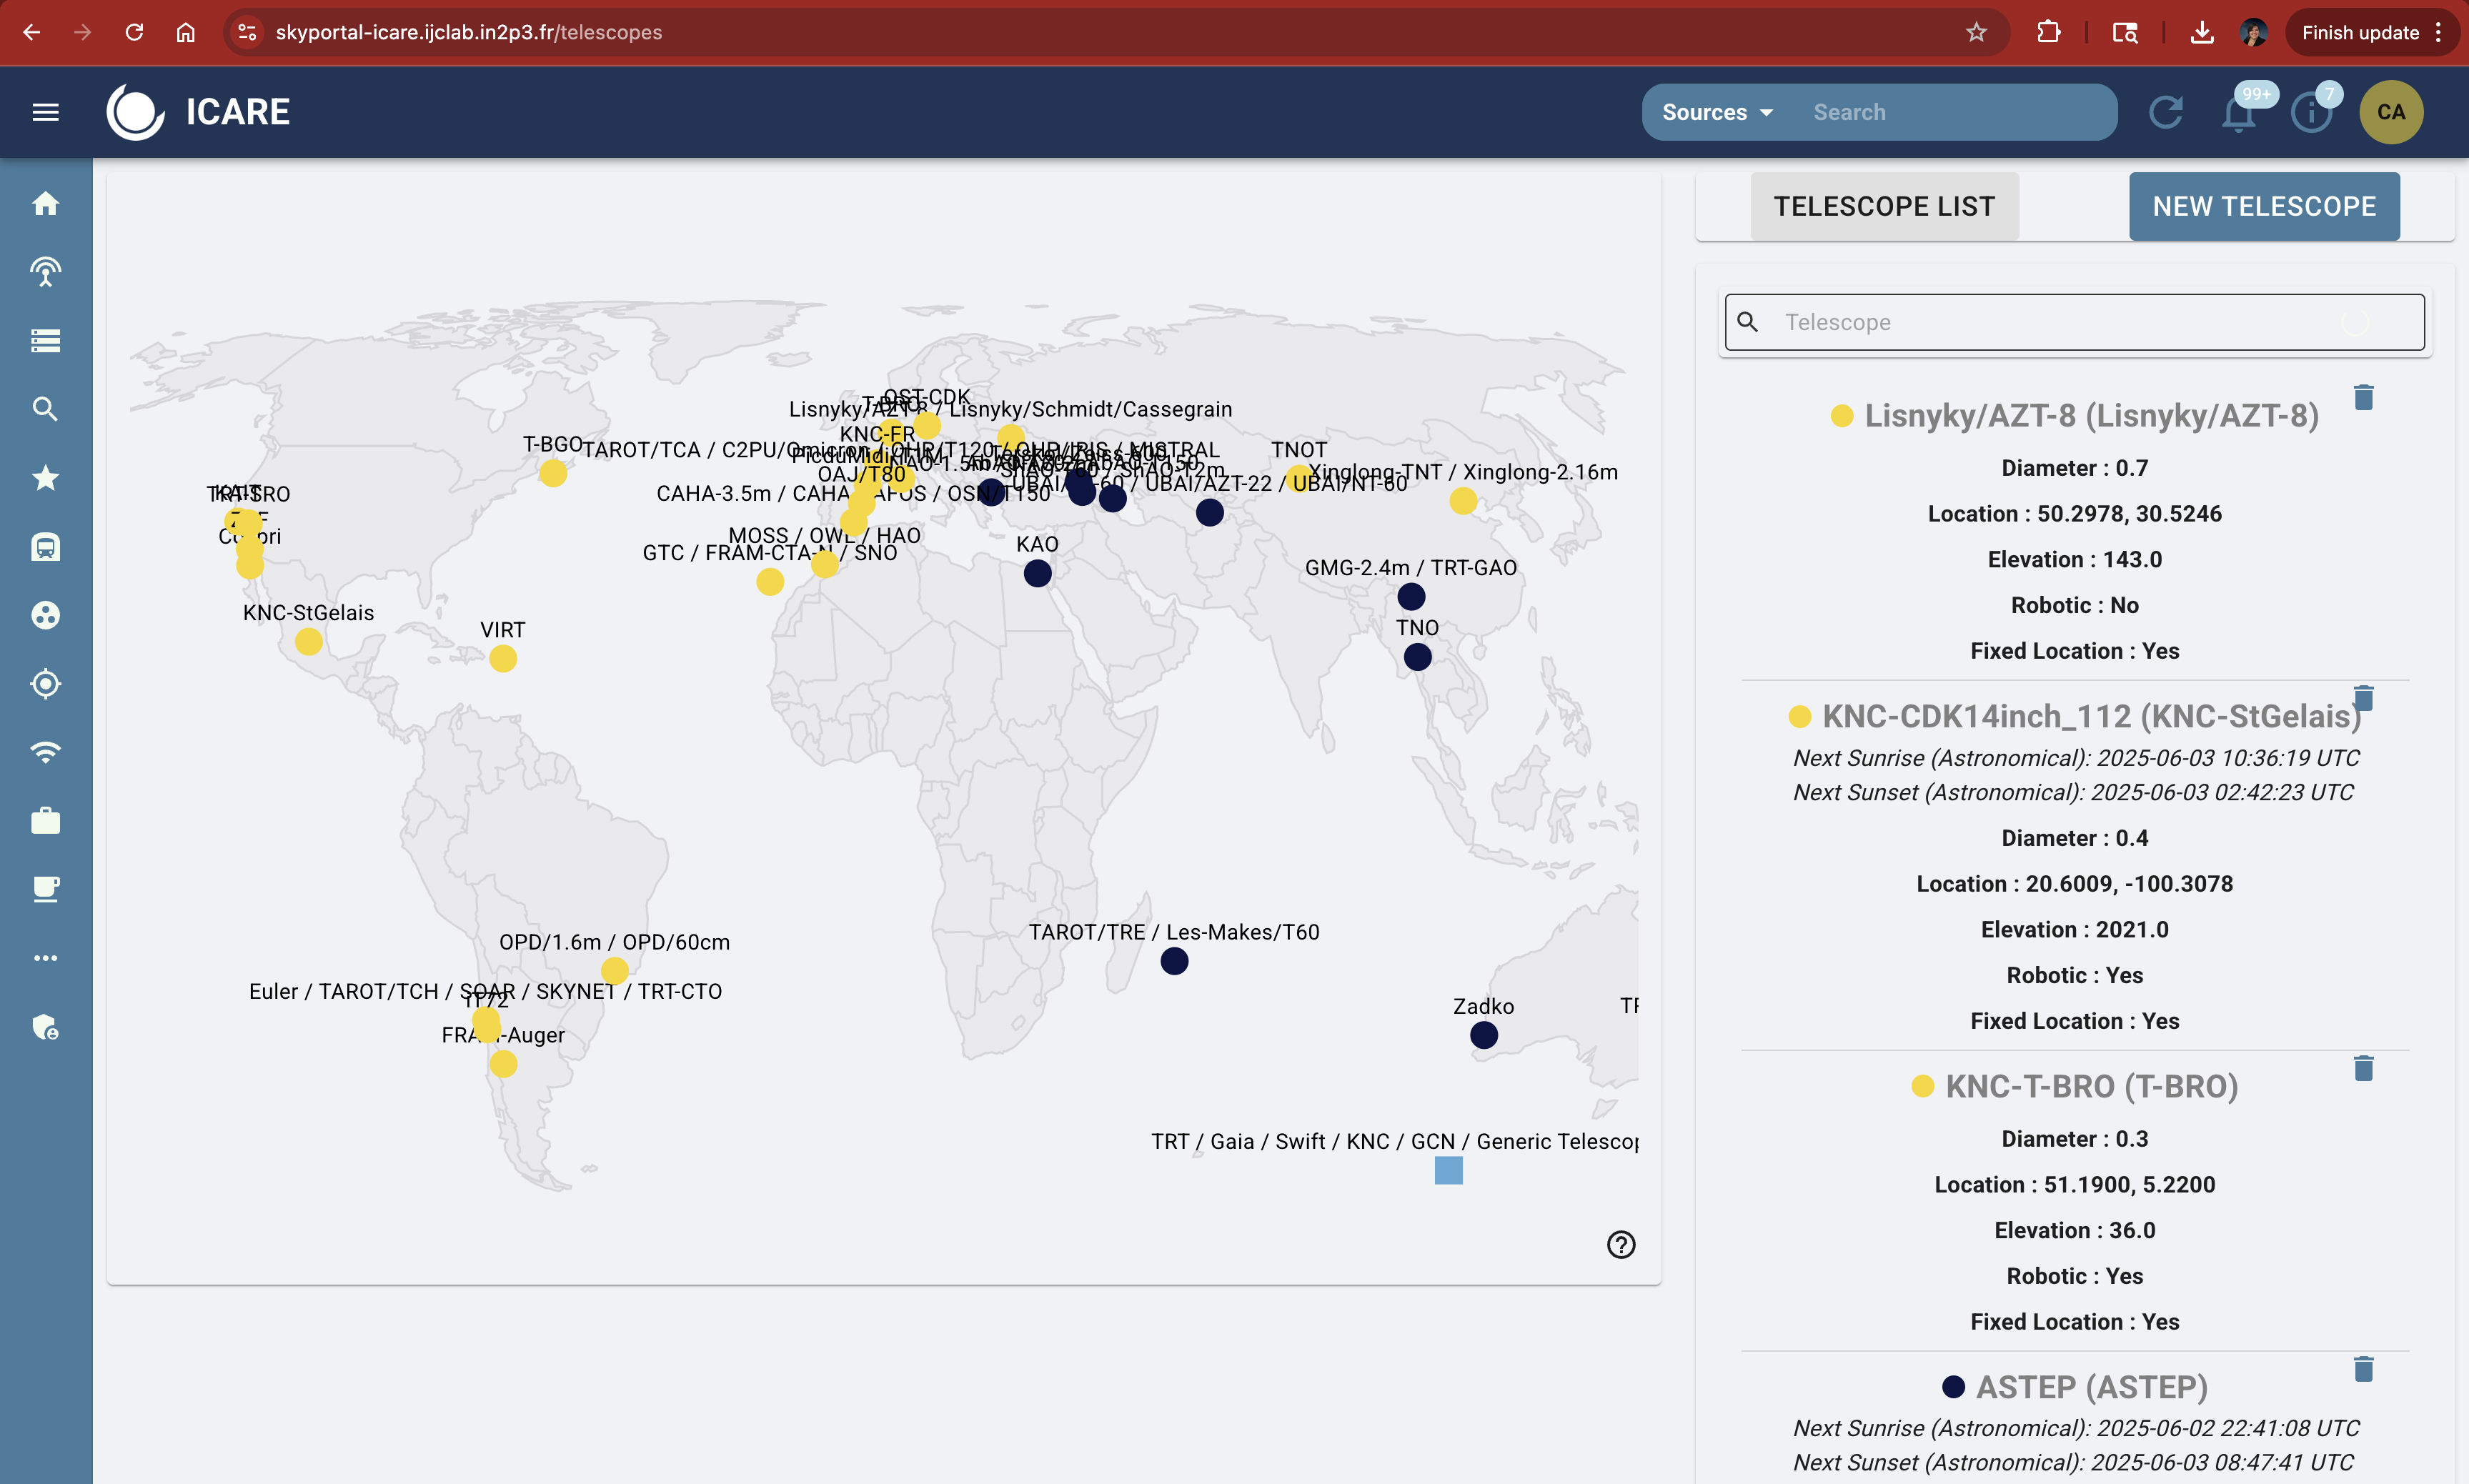 skyportal-icare.ijclab.in2p3.fr/telescopes
Finish update
ICARE
Sources
Search
99+
7
CA
TELESCOPE LIST
NEW TELESCOPE
Telescope
OST-CDK
Lisnyky/AZT-8 / Lisnyky/Schmidt/Cassegrain
KNC-FR
T-BGO
TAROT/TCA / C2PU/Omicron / OHP/T120 / OHP/IRIS / MISTRAL
TNOT
OAJ/T80
Xinglong-TNT / Xinglong-2.16m
UBAI/AZT-22 / UBAI/NT-60
CAHA-3.5m /
OSN/T150
MOSS / OWL / HAO
GTC / FRAM-CTA-N / SNO
KAO
GMG-2.4m / TRT-GAO
KNC-StGelais
VIRT
TNO
TAROT/TRE / Les-Makes/T60
OPD/1.6m / OPD/60cm
Euler / TAROT/TCH / SOAR / SKYNET / TRT-CTO
Zadko
FRAM-Auger
TRT / Gaia / Swift / KNC / GCN / Generic Telescop
Lisnyky/AZT-8 (Lisnyky/AZT-8)
Diameter : 0.7
Location : 50.2978, 30.5246
Elevation : 143.0
Robotic : No
Fixed Location : Yes
KNC-CDK14inch_112 (KNC-StGelais)
Next Sunrise (Astronomical): 2025-06-03 10:36:19 UTC
Next Sunset (Astronomical): 2025-06-03 02:42:23 UTC
Diameter : 0.4
Location : 20.6009, -100.3078
Elevation : 2021.0
Robotic : Yes
Fixed Location : Yes
KNC-T-BRO (T-BRO)
Diameter : 0.3
Location : 51.1900, 5.2200
Elevation : 36.0
Robotic : Yes
Fixed Location : Yes
ASTEP (ASTEP)
Next Sunrise (Astronomical): 2025-06-02 22:41:08 UTC
Next Sunset (Astronomical): 2025-06-03 08:47:41 UTC